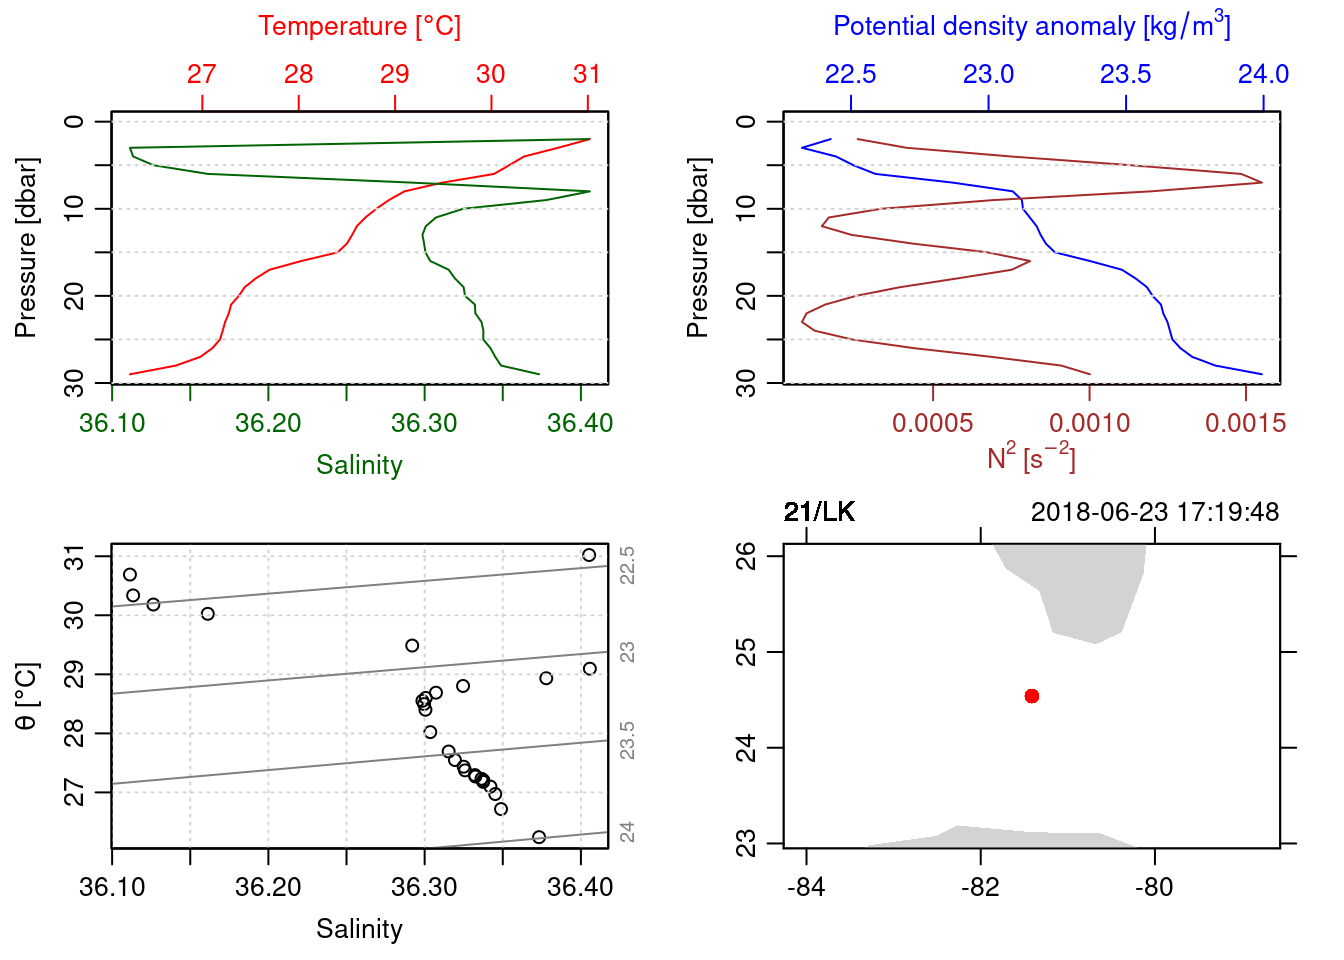 Temperature [°C]
27 28 29 30 31
Pressure [dbar]
0
10
20
30
36.10 36.20 36.30 36.40
Salinity
Potential density anomaly [kg/m³]
22.5 23.0 23.5 24.0
Pressure [dbar]
0
10
20
30
0.0005 0.0010 0.0015
N² [s⁻²]
θ [°C]
31
30
29
28
27
22.5
23
23.5
24
36.10 36.20 36.30 36.40
Salinity
21/LK 2018-06-23 17:19:48
26
25
24
23
-84 -82 -80